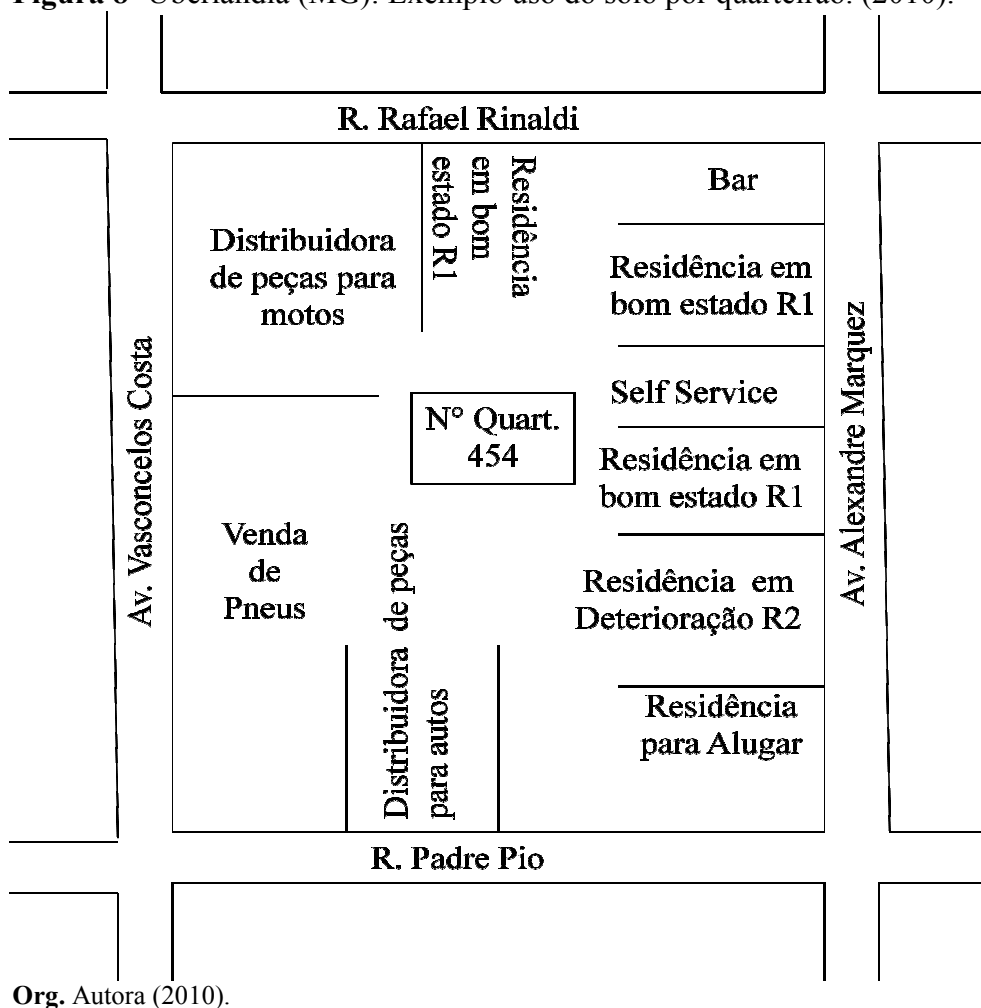 Figura 8- Uberlândia (MG): Exemplo uso do solo por quarteirão. (2010).
R. Rafael Rinaldi
Distribuidora
de peças para
motos
Residência
em bom
estado R1
Bar
Residência em
bom estado R1
Self Service
Residência em
bom estado R1
Residência em
Deterioração R2
Residência
para Alugar
Nº Quart.
454
Venda
de
Pneus
Distribuidora de peças
para autos
Av. Vasconcelos Costa
Av. Alexandre Marquez
R. Padre Pio
Org. Autora (2010).